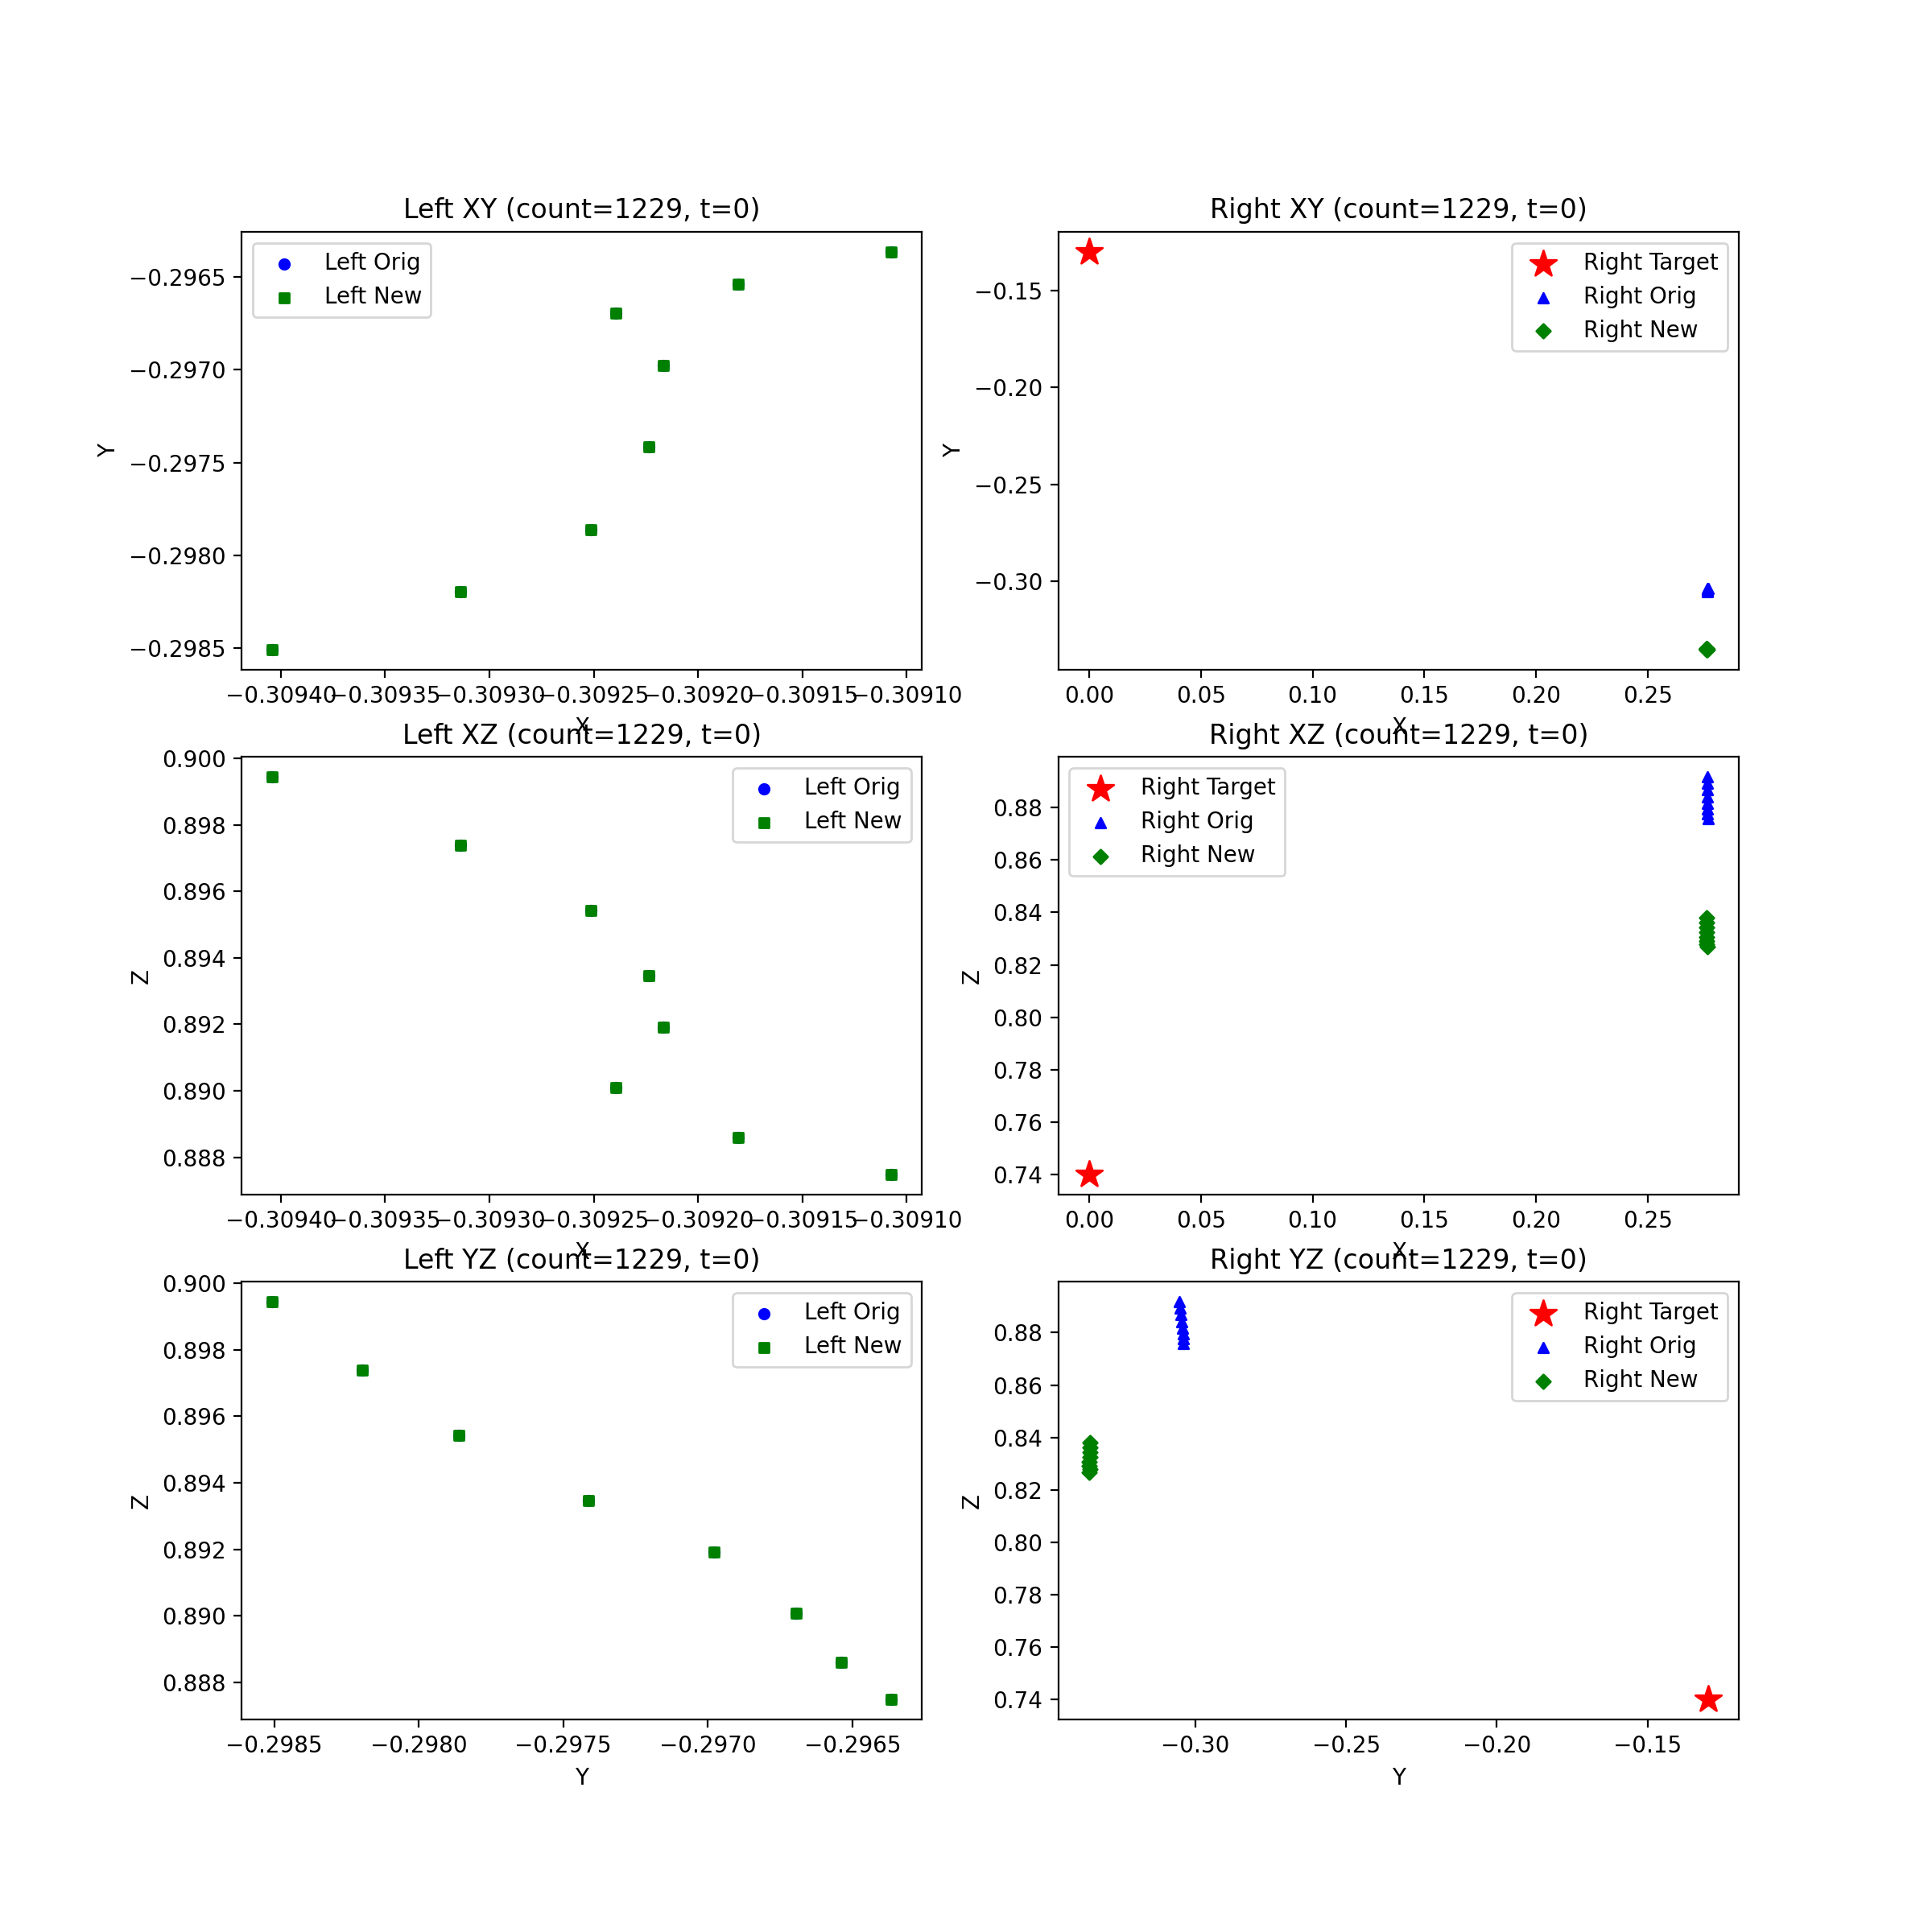 Left XY (count=1229, t=0)
Left Orig
Left New
Y
−0.2965
−0.2970
−0.2975
−0.2980
−0.2985
−0.30940
−0.30935
−0.30930
−0.30925
−0.30920
−0.30915
−0.30910
X
Right XY (count=1229, t=0)
Right Target
Right Orig
Right New
Y
−0.15
−0.20
−0.25
−0.30
0.00
0.05
0.10
0.15
0.20
0.25
X
Left XZ (count=1229, t=0)
Left Orig
Left New
Z
0.900
0.898
0.896
0.894
0.892
0.890
0.888
−0.30940
−0.30935
−0.30930
−0.30925
−0.30920
−0.30915
−0.30910
X
Right XZ (count=1229, t=0)
Right Target
Right Orig
Right New
Z
0.88
0.86
0.84
0.82
0.80
0.78
0.76
0.74
0.00
0.05
0.10
0.15
0.20
0.25
X
Left YZ (count=1229, t=0)
Left Orig
Left New
Z
0.900
0.898
0.896
0.894
0.892
0.890
0.888
−0.2985
−0.2980
−0.2975
−0.2970
−0.2965
Y
Right YZ (count=1229, t=0)
Right Target
Right Orig
Right New
Z
0.88
0.86
0.84
0.82
0.80
0.78
0.76
0.74
−0.30
−0.25
−0.20
−0.15
Y